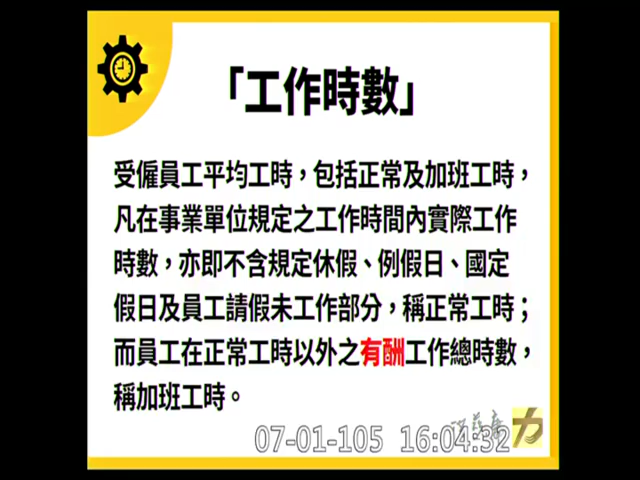 「工作時數」
受僱員工平均工時，包括正常及加班工時，
凡在事業單位規定之工作時間內實際工作
時數，亦即不含規定休假、例假日、國定
假日及員工請假未工作部分，稱正常工時；
而員工在正常工時以外之有酬工作總時數，
稱加班工時。
07-01-105 16:04:32